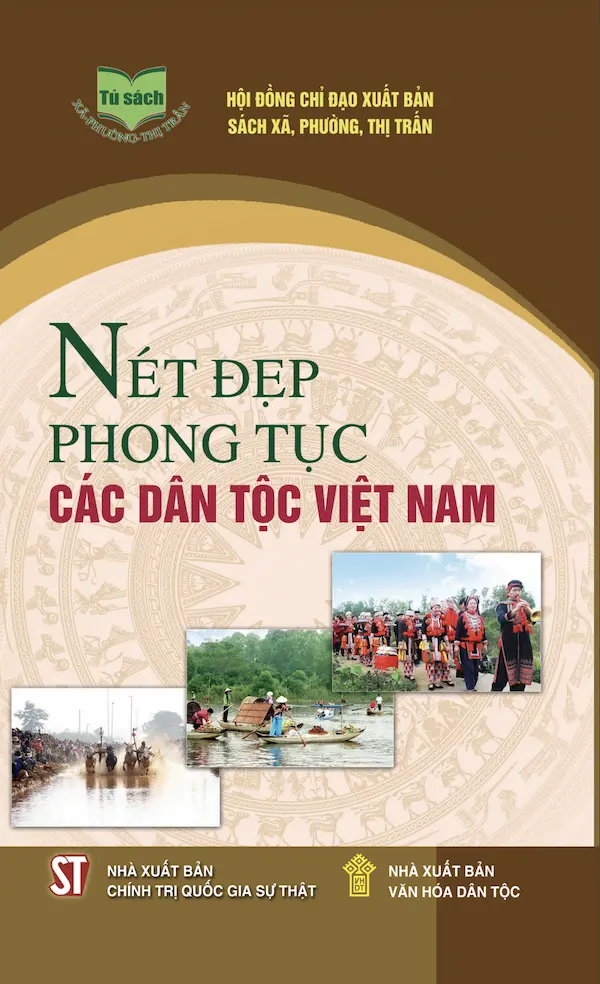 Tủ sách
XÃ-PHƯỜNG-THỊ TRẤN
HỘI ĐỒNG CHỈ ĐẠO XUẤT BẢN
SÁCH XÃ, PHƯỜNG, THỊ TRẤN
NÉT ĐẸP
PHONG TỤC
CÁC DÂN TỘC VIỆT NAM
ST
NHÀ XUẤT BẢN
CHÍNH TRỊ QUỐC GIA SỰ THẬT
VH
DT
NHÀ XUẤT BẢN
VĂN HÓA DÂN TỘC